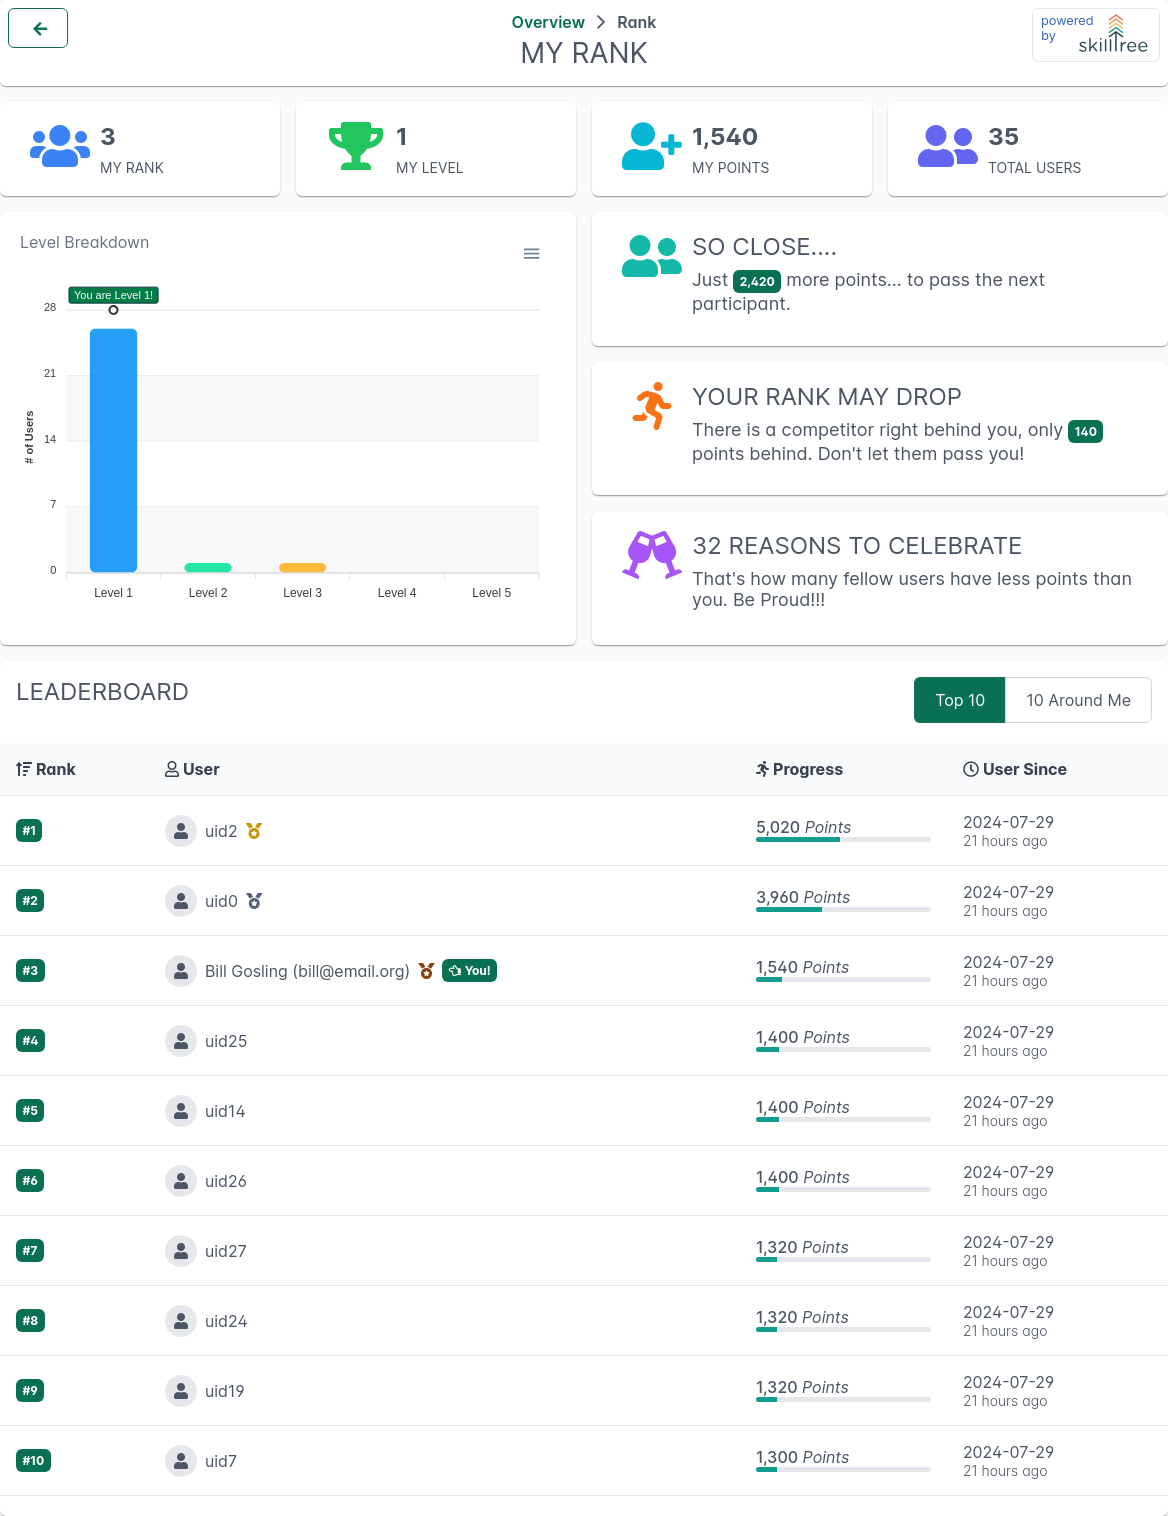 Overview > Rank
MY RANK
powered
by
skilltree
3
MY RANK
1
MY LEVEL
1,540
MY POINTS
35
TOTAL USERS
Level Breakdown
You are Level 1!
28
21
14
7
0
# of Users
Level 1 Level 2 Level 3 Level 4 Level 5
SO CLOSE....
Just 2,420 more points... to pass the next
participant.
YOUR RANK MAY DROP
There is a competitor right behind you, only 140
points behind. Don't let them pass you!
32 REASONS TO CELEBRATE
That's how many fellow users have less points than
you. Be Proud!!!
LEADERBOARD
Top 10 10 Around Me
Rank User Progress User Since
#1 uid2 5,020 Points 2024-07-29
21 hours ago
#2 uid0 3,960 Points 2024-07-29
21 hours ago
#3 Bill Gosling (bill@email.org) You! 1,540 Points 2024-07-29
21 hours ago
#4 uid25 1,400 Points 2024-07-29
21 hours ago
#5 uid14 1,400 Points 2024-07-29
21 hours ago
#6 uid26 1,400 Points 2024-07-29
21 hours ago
#7 uid27 1,320 Points 2024-07-29
21 hours ago
#8 uid24 1,320 Points 2024-07-29
21 hours ago
#9 uid19 1,320 Points 2024-07-29
21 hours ago
#10 uid7 1,300 Points 2024-07-29
21 hours ago